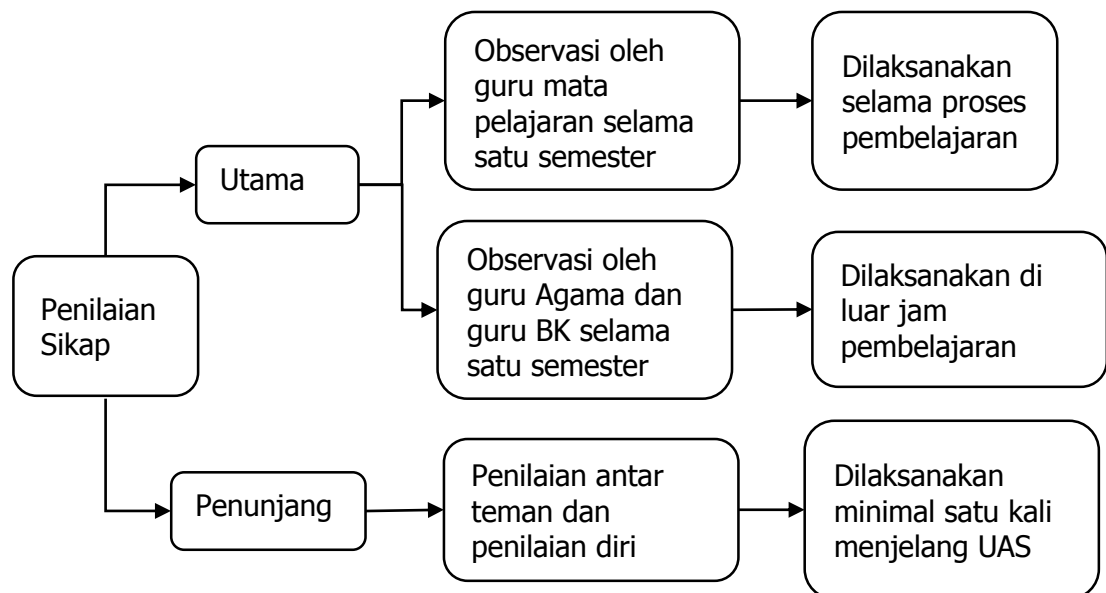 Observasi oleh
guru mata
pelajaran selama
satu semester
Dilaksanakan
selama proses
pembelajaran
Utama
Observasi oleh
guru Agama dan
guru BK selama
satu semester
Dilaksanakan di
luar jam
pembelajaran
Penilaian
Sikap
Penunjang
Penilaian antar
teman dan
penilaian diri
Dilaksanakan
minimal satu kali
menjelang UAS